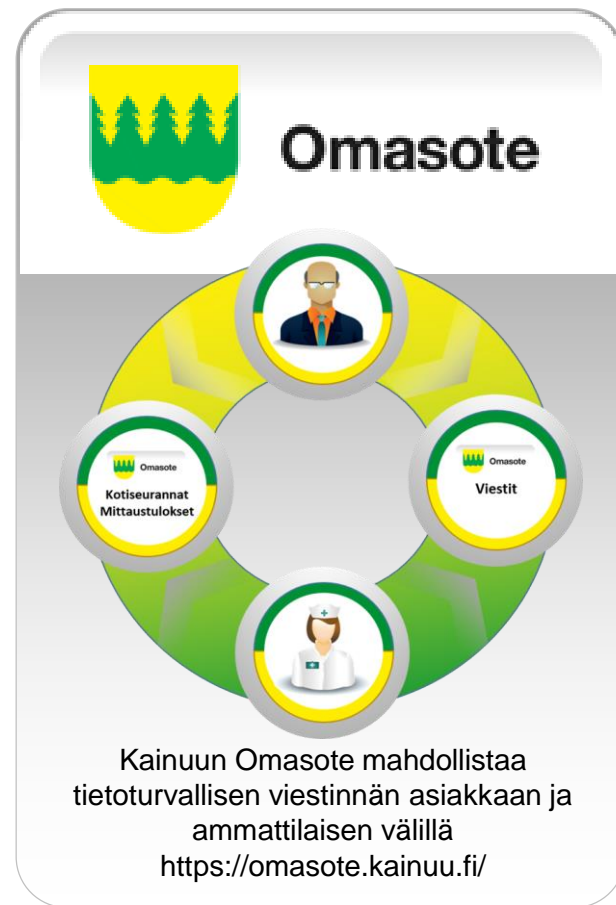 Omasote
Omasote
Kotiseurannat
Mittaustulokset
Omasote
Viestit
Kainuun Omasote mahdollistaa
tietoturvallisen viestinnän asiakkaan ja
ammattilaisen välillä
https://omasote.kainuu.fi/